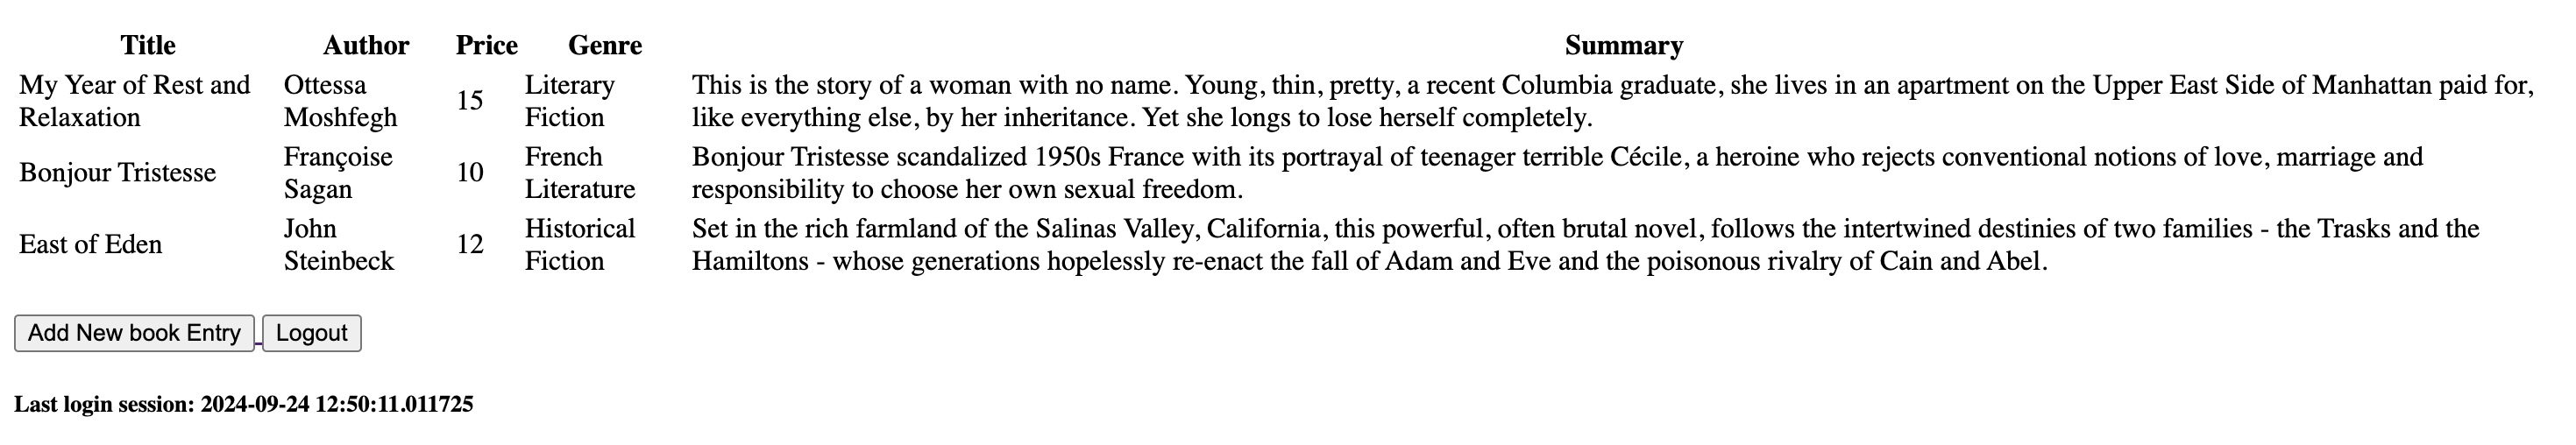 Title Author Price Genre Summary
My Year of Rest and Relaxation Ottessa Moshfegh 15 Literary Fiction This is the story of a woman with no name. Young, thin, pretty, a recent Columbia graduate, she lives in an apartment on the Upper East Side of Manhattan paid for, like everything else, by her inheritance. Yet she longs to lose herself completely.
Bonjour Tristesse Françoise Sagan 10 French Literature Bonjour Tristesse scandalized 1950s France with its portrayal of teenager terrible Cécile, a heroine who rejects conventional notions of love, marriage and responsibility to choose her own sexual freedom.
East of Eden John Steinbeck 12 Historical Fiction Set in the rich farmland of the Salinas Valley, California, this powerful, often brutal novel, follows the intertwined destinies of two families - the Trasks and the Hamiltons - whose generations hopelessly re-enact the fall of Adam and Eve and the poisonous rivalry of Cain and Abel.
Add New book Entry Logout
Last login session: 2024-09-24 12:50:11.011725